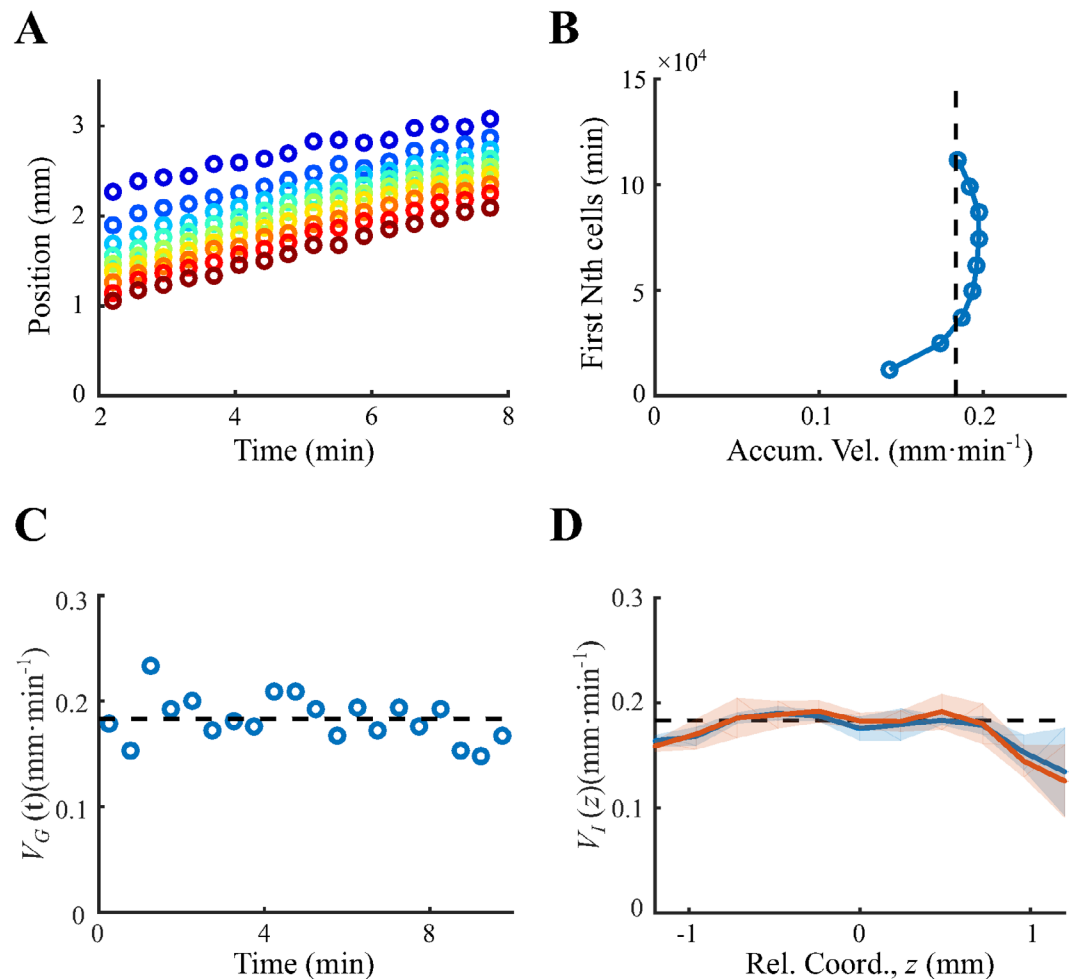 A
Position (mm)
3
2
1
0
2
4
6
8
Time (min)
B
×10⁴
First Nth cells (min)
15
10
5
0
0
0.1
0.2
Accum. Vel. (mm·min⁻¹)
C
V_G (t)(mm·min⁻¹)
0.3
0.2
0.1
0
0
4
8
Time (min)
D
V_I (z)(mm·min⁻¹)
0.3
0.2
0.1
0
-1
0
1
Rel. Coord., z (mm)